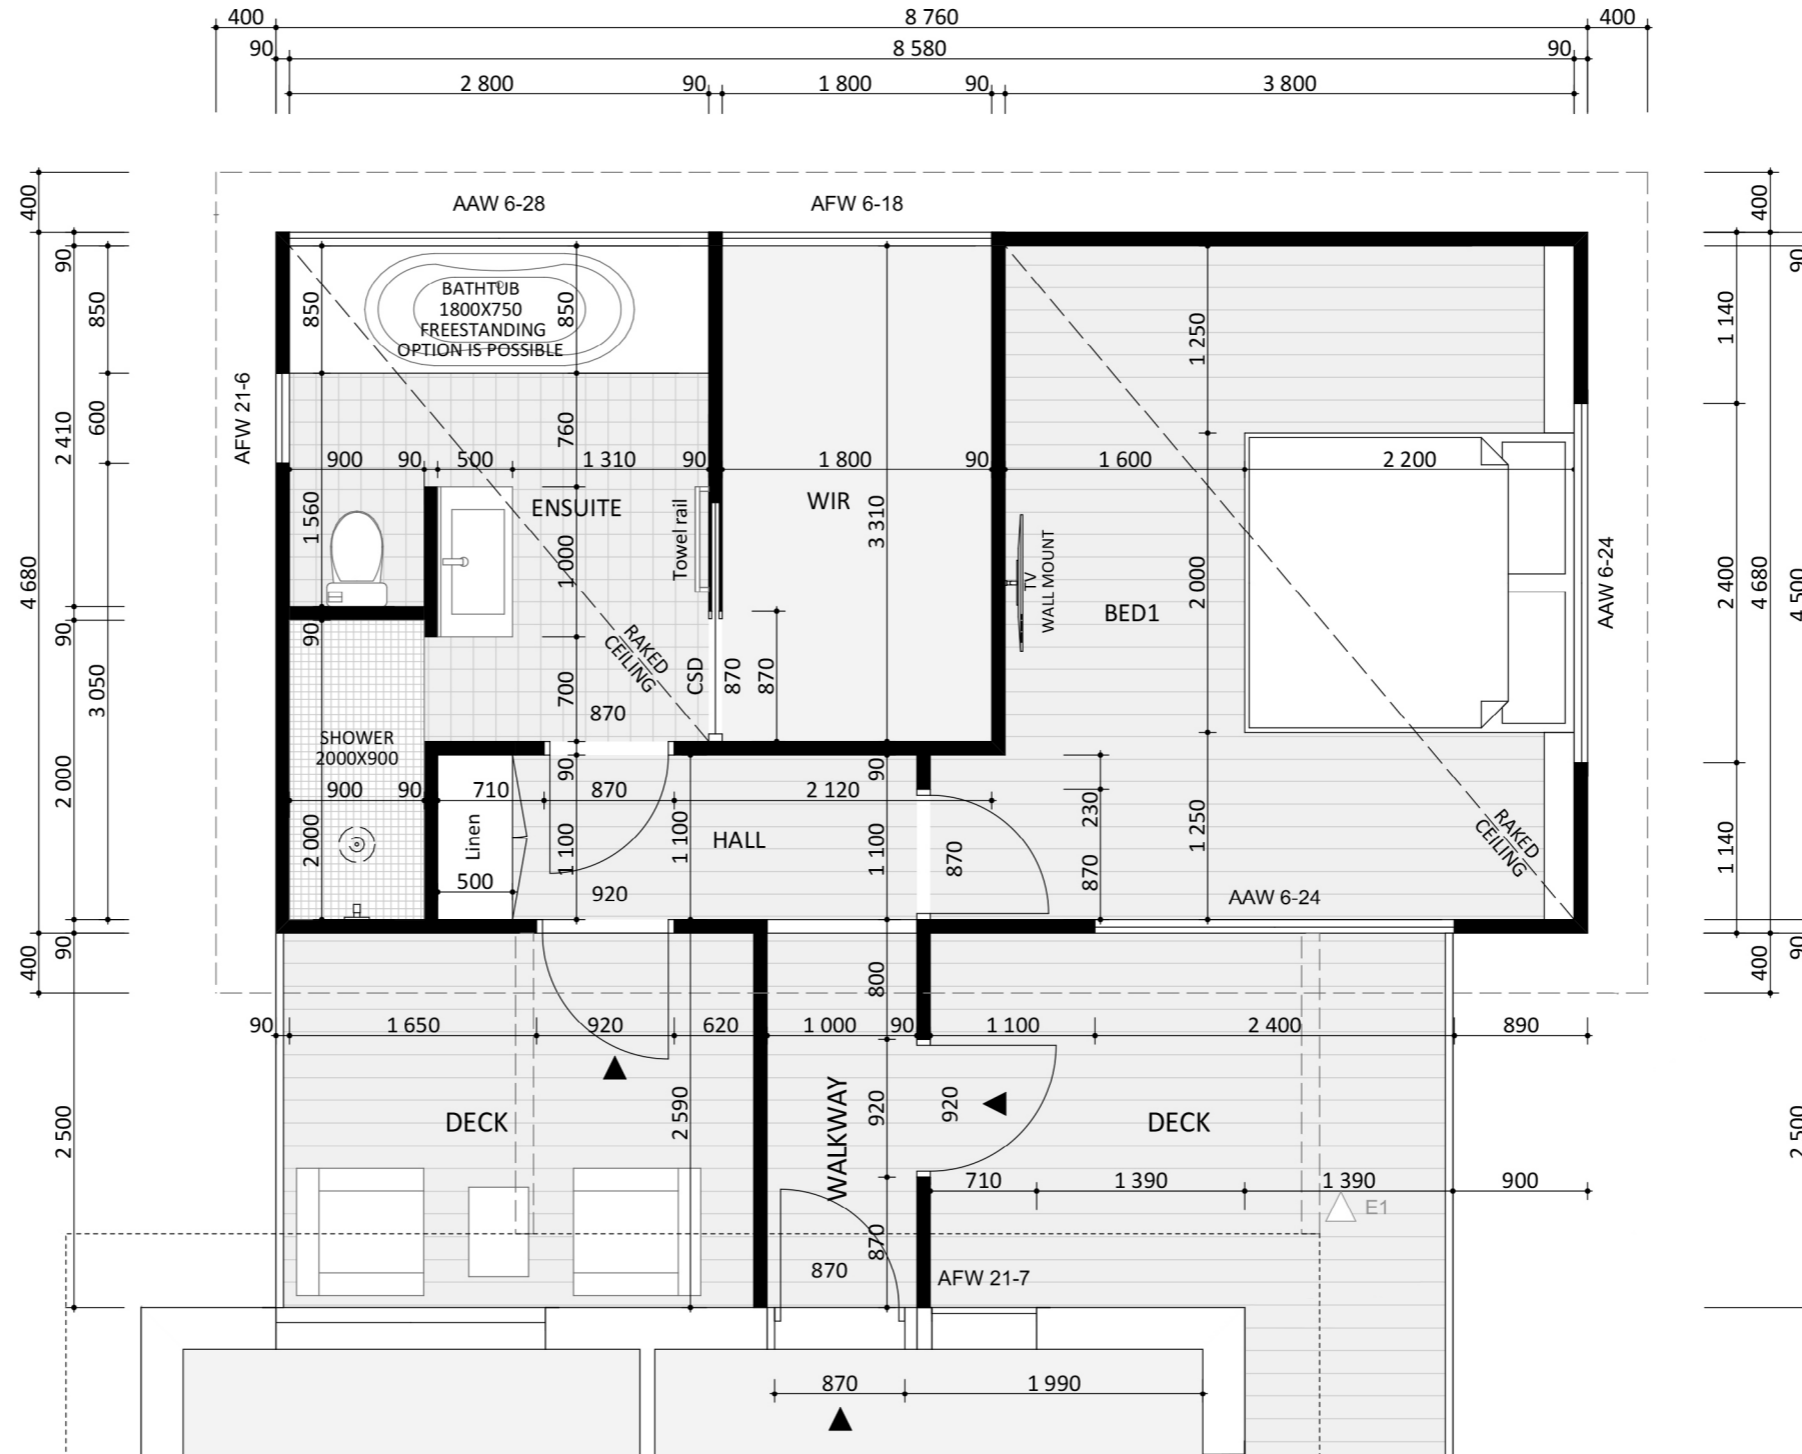 400 8 760 400
90 8 580 90
2 800 90 1 800 90 3 800
AAW 6-28 AFW 6-18
400
90
850
2 410
600
4 680
90
3 050
2 000
90
400
2 500
AFW 21-6
850
850
BATHTUB
1800X750
FREESTANDING
OPTION IS POSSIBLE
760
900 90 500 1 310 90 1 800 90 1 600 2 200
1 560
ENSUITE
1 000
Towel rail
WIR
3 310
1 250
2 000
TV
WALL MOUNT
BED1
90
RAKED
CEILING
700
870
CSD
870
870
SHOWER
2000X900
900 90 710 870 2 120
90
90
2 000
Linen
500
1 100
1 100
920
HALL
1 100
870
230
870
1 250
RAKED
CEILING
AAW 6-24
AAW 6-24
400
90
1 140
2 400
4 680
4 500
1 140
400
90
2 500
800
90 1 650 920 620 1 000 90 1 100 2 400 890
DECK
2 590
WALKWAY
920
920
DECK
710 1 390 1 390 900
E1
870
870
AFW 21-7
870 1 990